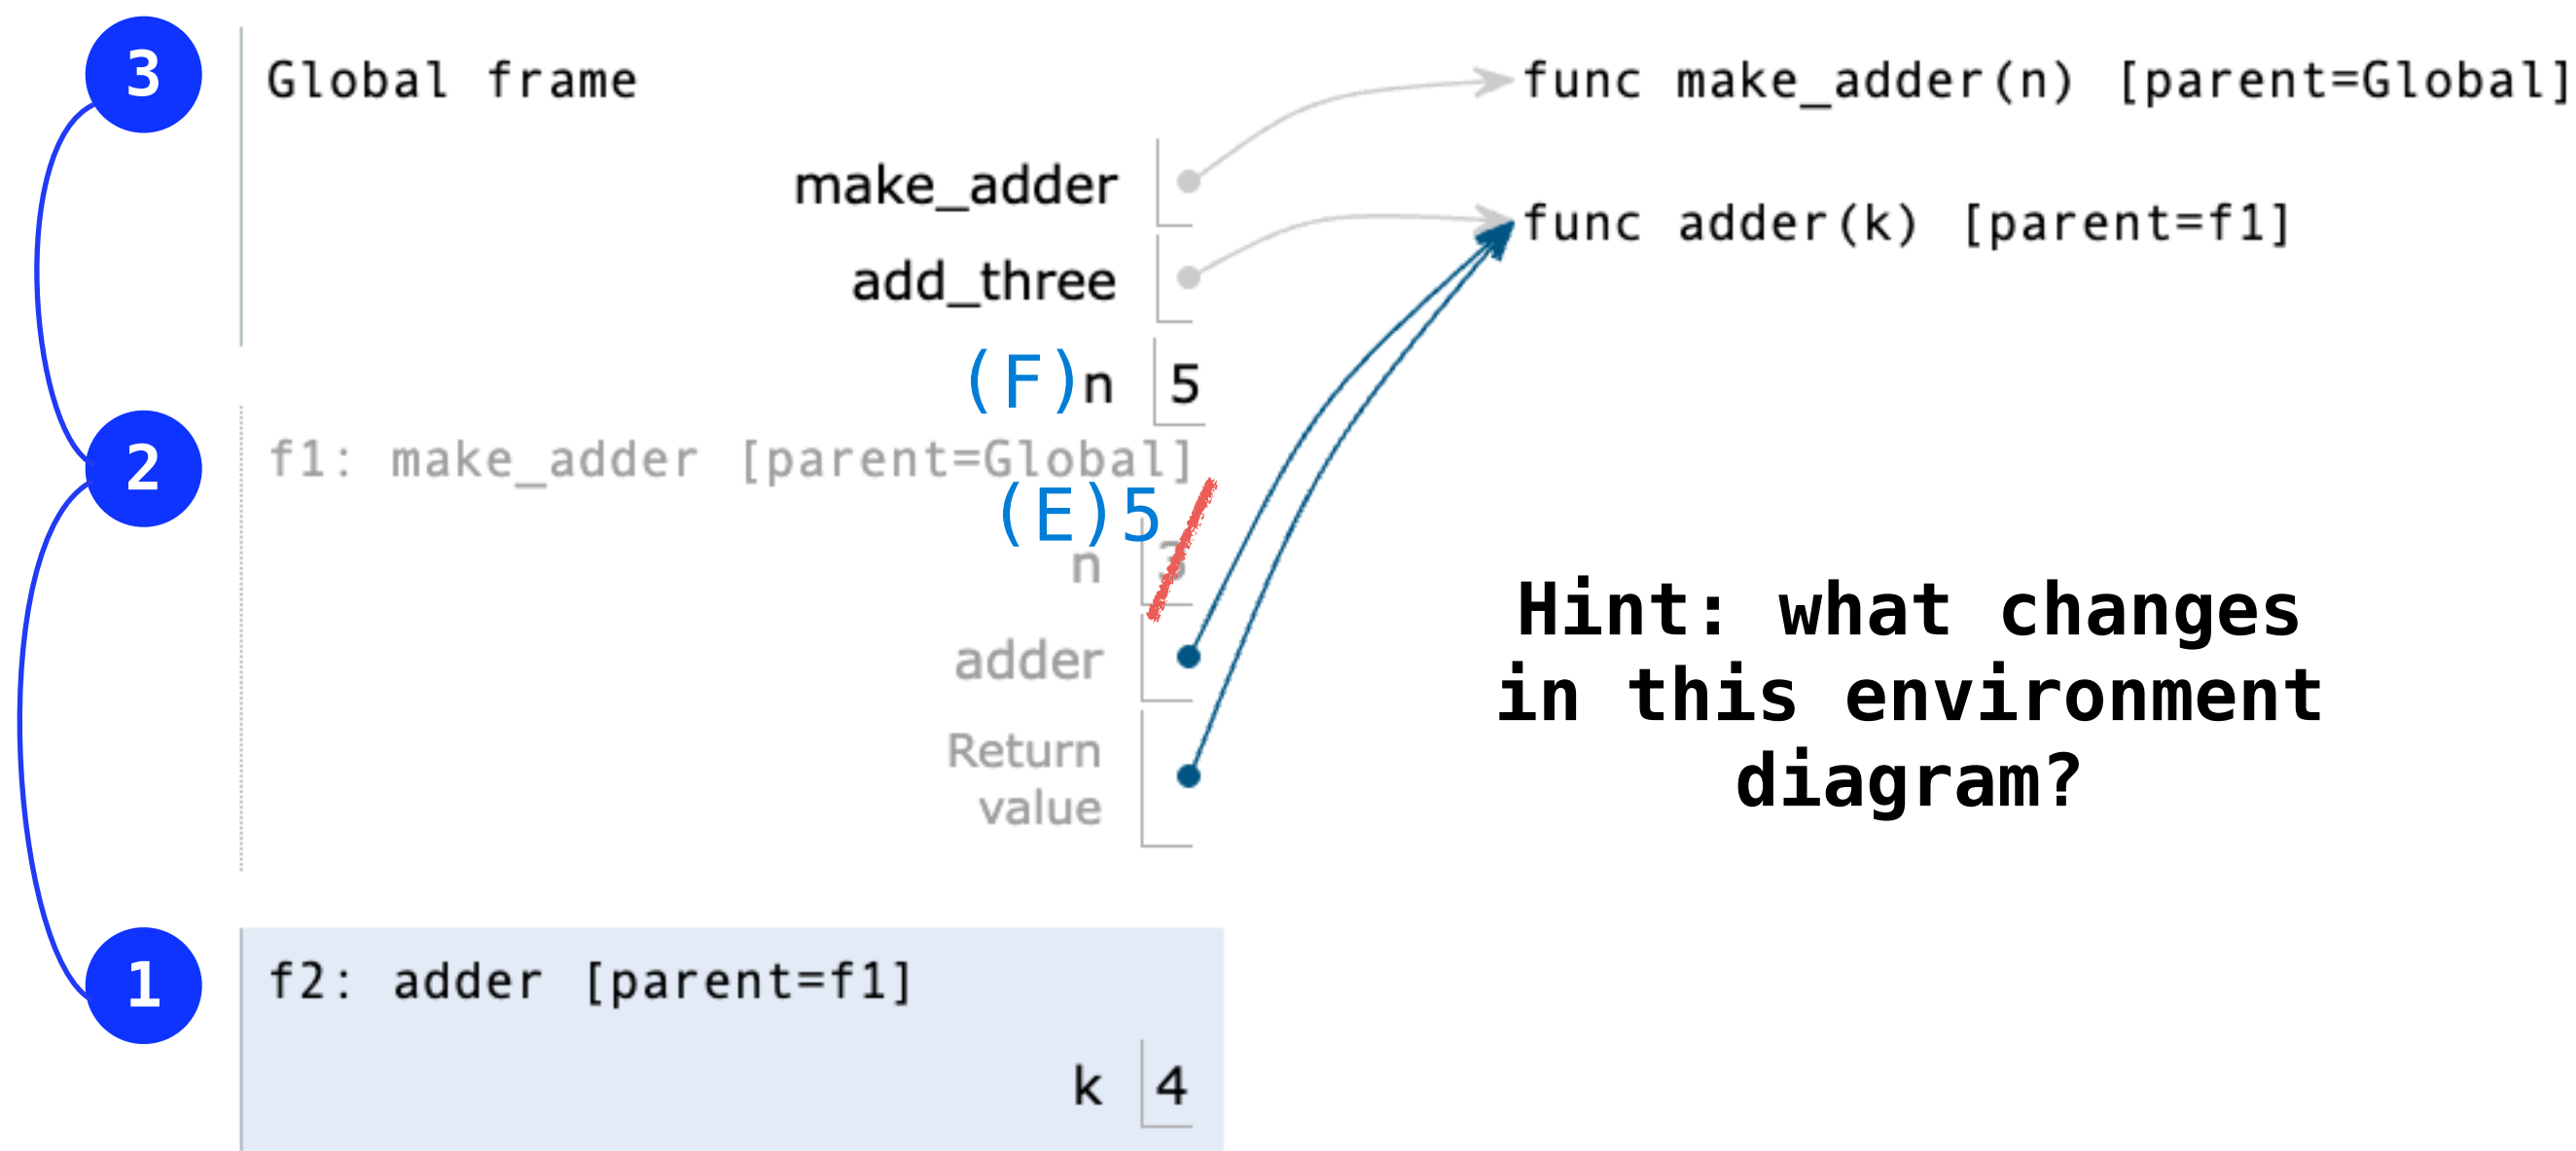 3
Global frame
func make_adder(n) [parent=Global]
make_adder
func adder(k) [parent=f1]
add_three
(F)n 5
2
f1: make_adder [parent=Global]
(E)5
n 3
Hint: what changes
in this environment
diagram?
adder
Return
value
1
f2: adder [parent=f1]
k 4